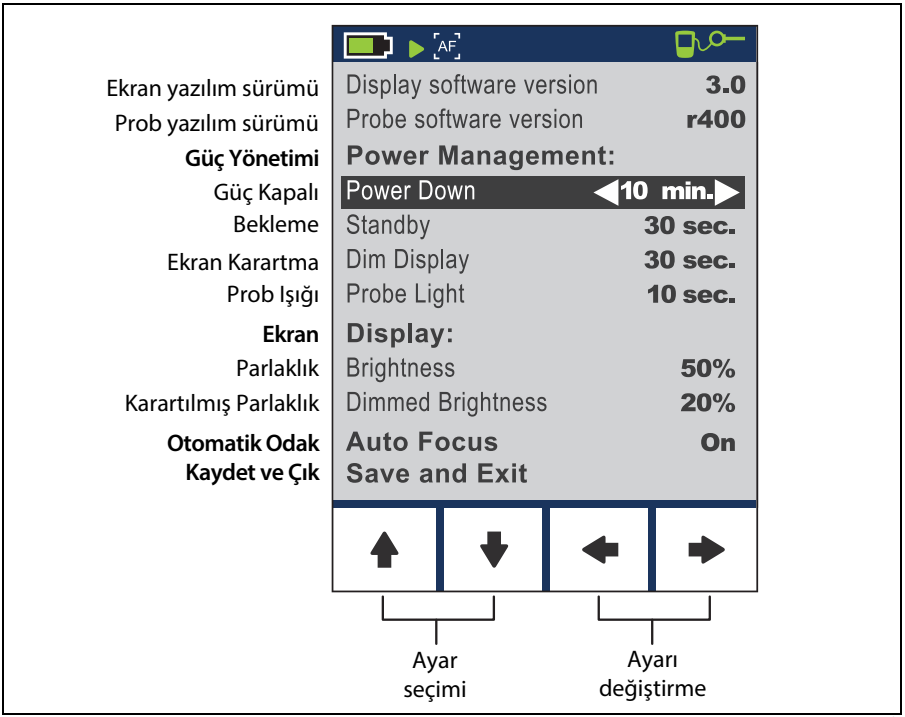 AF
Ekran yazılım sürümü Display software version 3.0
Prob yazılım sürümü Probe software version r400
Güç Yönetimi Power Management:
Güç Kapalı Power Down 10 min.
Bekleme Standby 30 sec.
Ekran Karartma Dim Display 30 sec.
Prob Işığı Probe Light 10 sec.
Ekran Display:
Parlaklık Brightness 50%
Karartılmış Parlaklık Dimmed Brightness 20%
Otomatik Odak Auto Focus On
Kaydet ve Çık Save and Exit
Ayar seçimi
Ayarı değiştirme